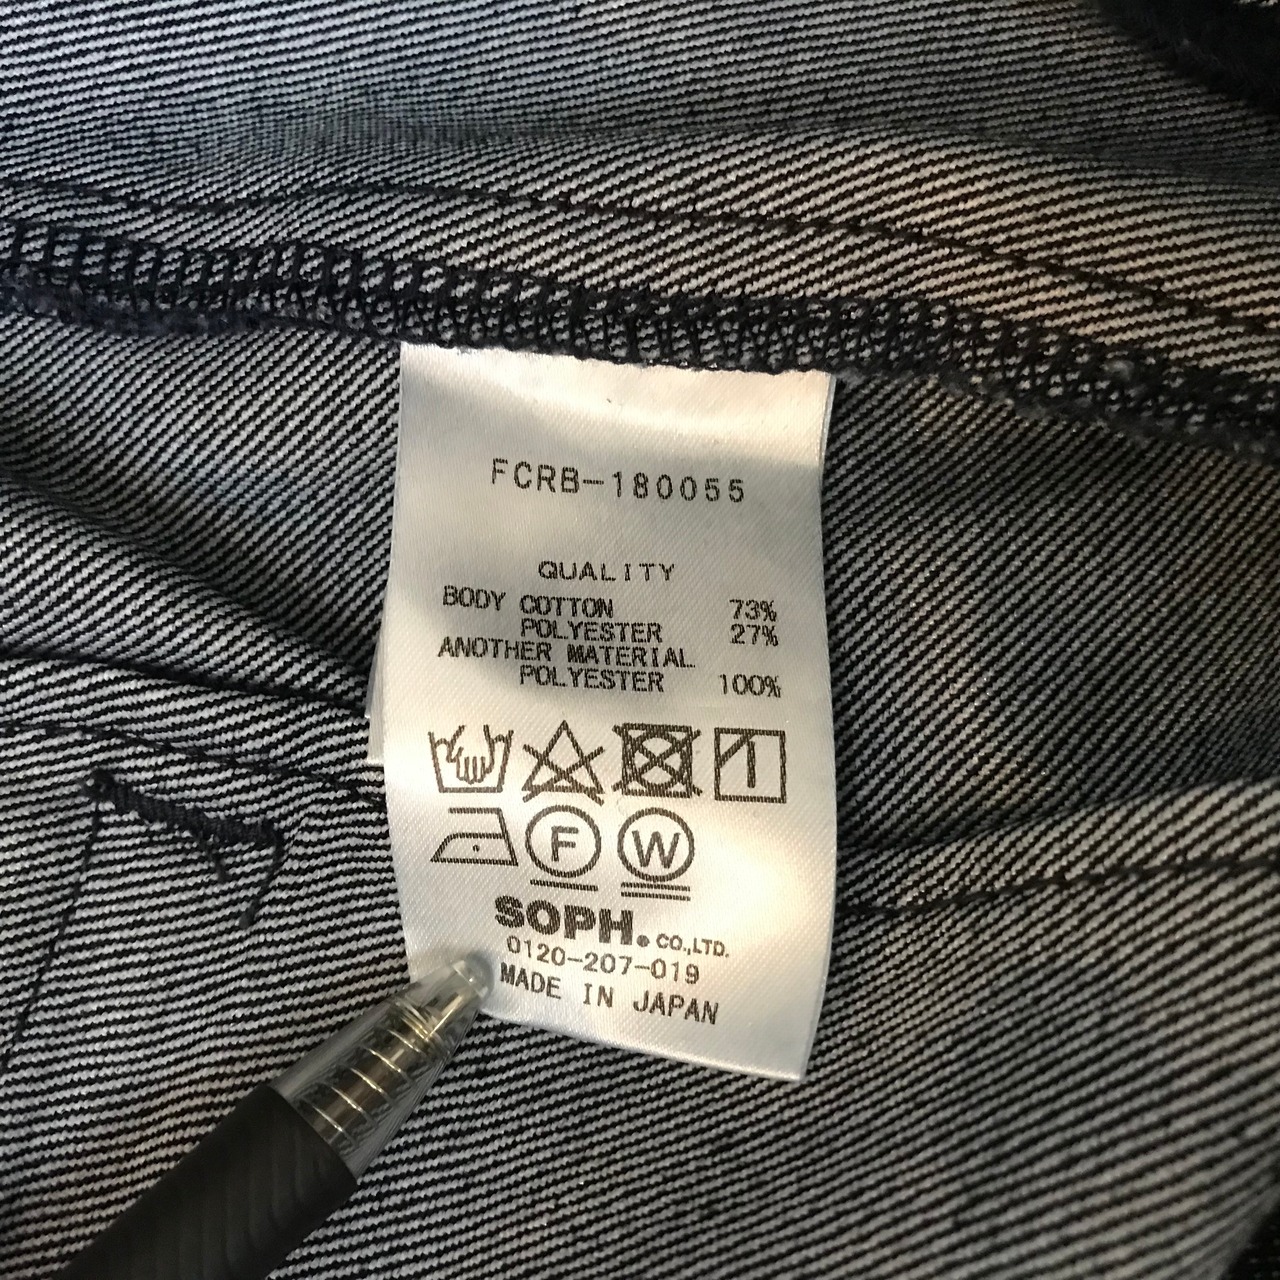 FCRB-180055
QUALITY
BODY COTTON 73%
POLYESTER 27%
ANOTHER MATERIAL
POLYESTER 100%
F W
SOPH. CO.,LTD.
0120-207-019
MADE IN JAPAN